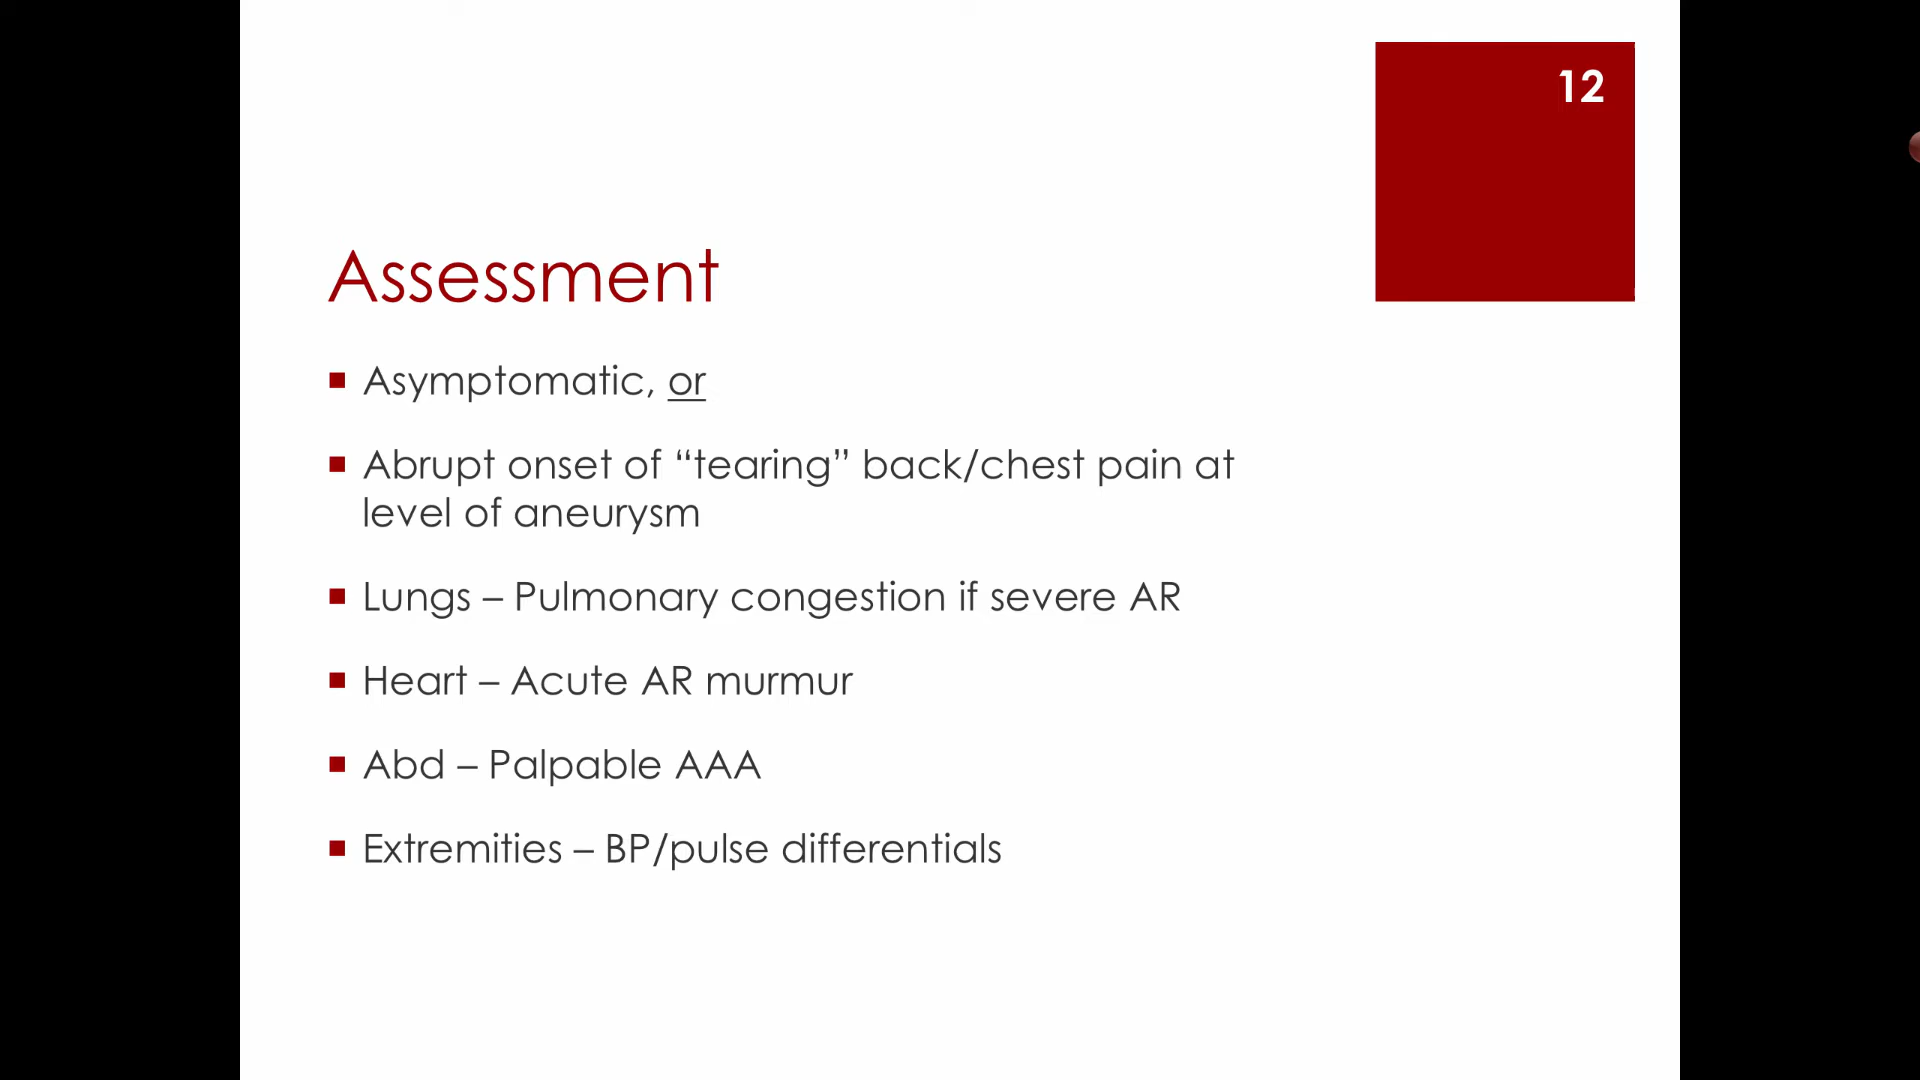 12
Assessment
▪ Asymptomatic, or
▪ Abrupt onset of “tearing” back/chest pain at
level of aneurysm
▪ Lungs – Pulmonary congestion if severe AR
▪ Heart – Acute AR murmur
▪ Abd – Palpable AAA
▪ Extremities – BP/pulse differentials